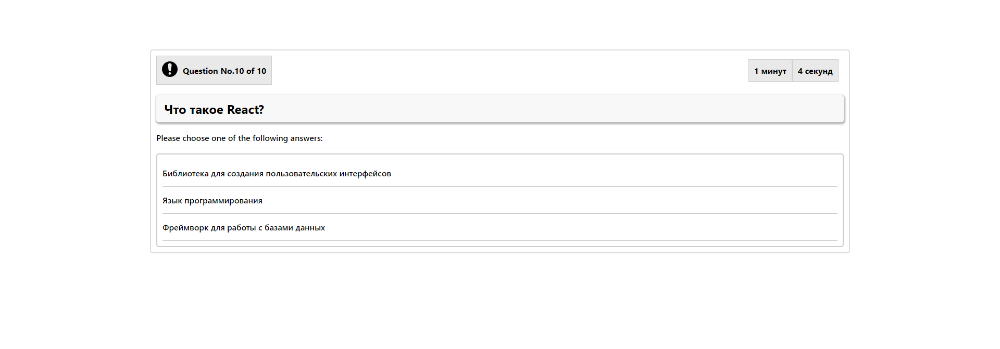 Question No.10 of 10
1 минут 4 секунд
Что такое React?
Please choose one of the following answers:
Библиотека для создания пользовательских интерфейсов
Язык программирования
Фреймворк для работы с базами данных